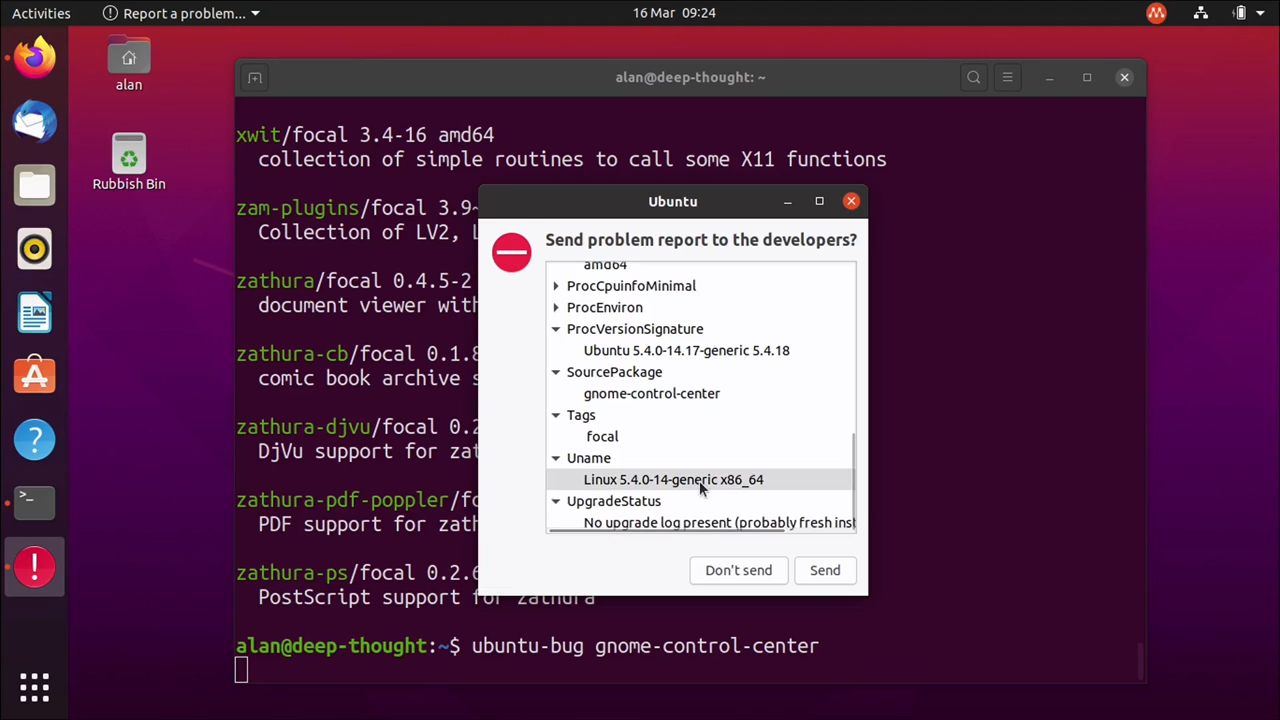 Activities
Report a problem...
16 Mar 09:24
alan
Rubbish Bin
alan@deep-thought: ~
xwit/focal 3.4-16 amd64
collection of simple routines to call some X11 functions
zam-plugins/focal 3.9~
Collection of LV2,
zathura/focal 0.4.5-2
document viewer with
zathura-cb/focal 0.1.8
comic book archive s
zathura-djvu/focal 0.2
DjVu support for zat
zathura-pdf-poppler/fo
PDF support for zath
zathura-ps/focal 0.2.6
PostScript support for zathura
alan@deep-thought:~$ ubuntu-bug gnome-control-center
Ubuntu
Send problem report to the developers?
amd64
ProcCpuinfoMinimal
ProcEnviron
ProcVersionSignature
Ubuntu 5.4.0-14.17-generic 5.4.18
SourcePackage
gnome-control-center
Tags
focal
Uname
Linux 5.4.0-14-generic x86_64
UpgradeStatus
No upgrade log present (probably fresh inst
Don't send
Send